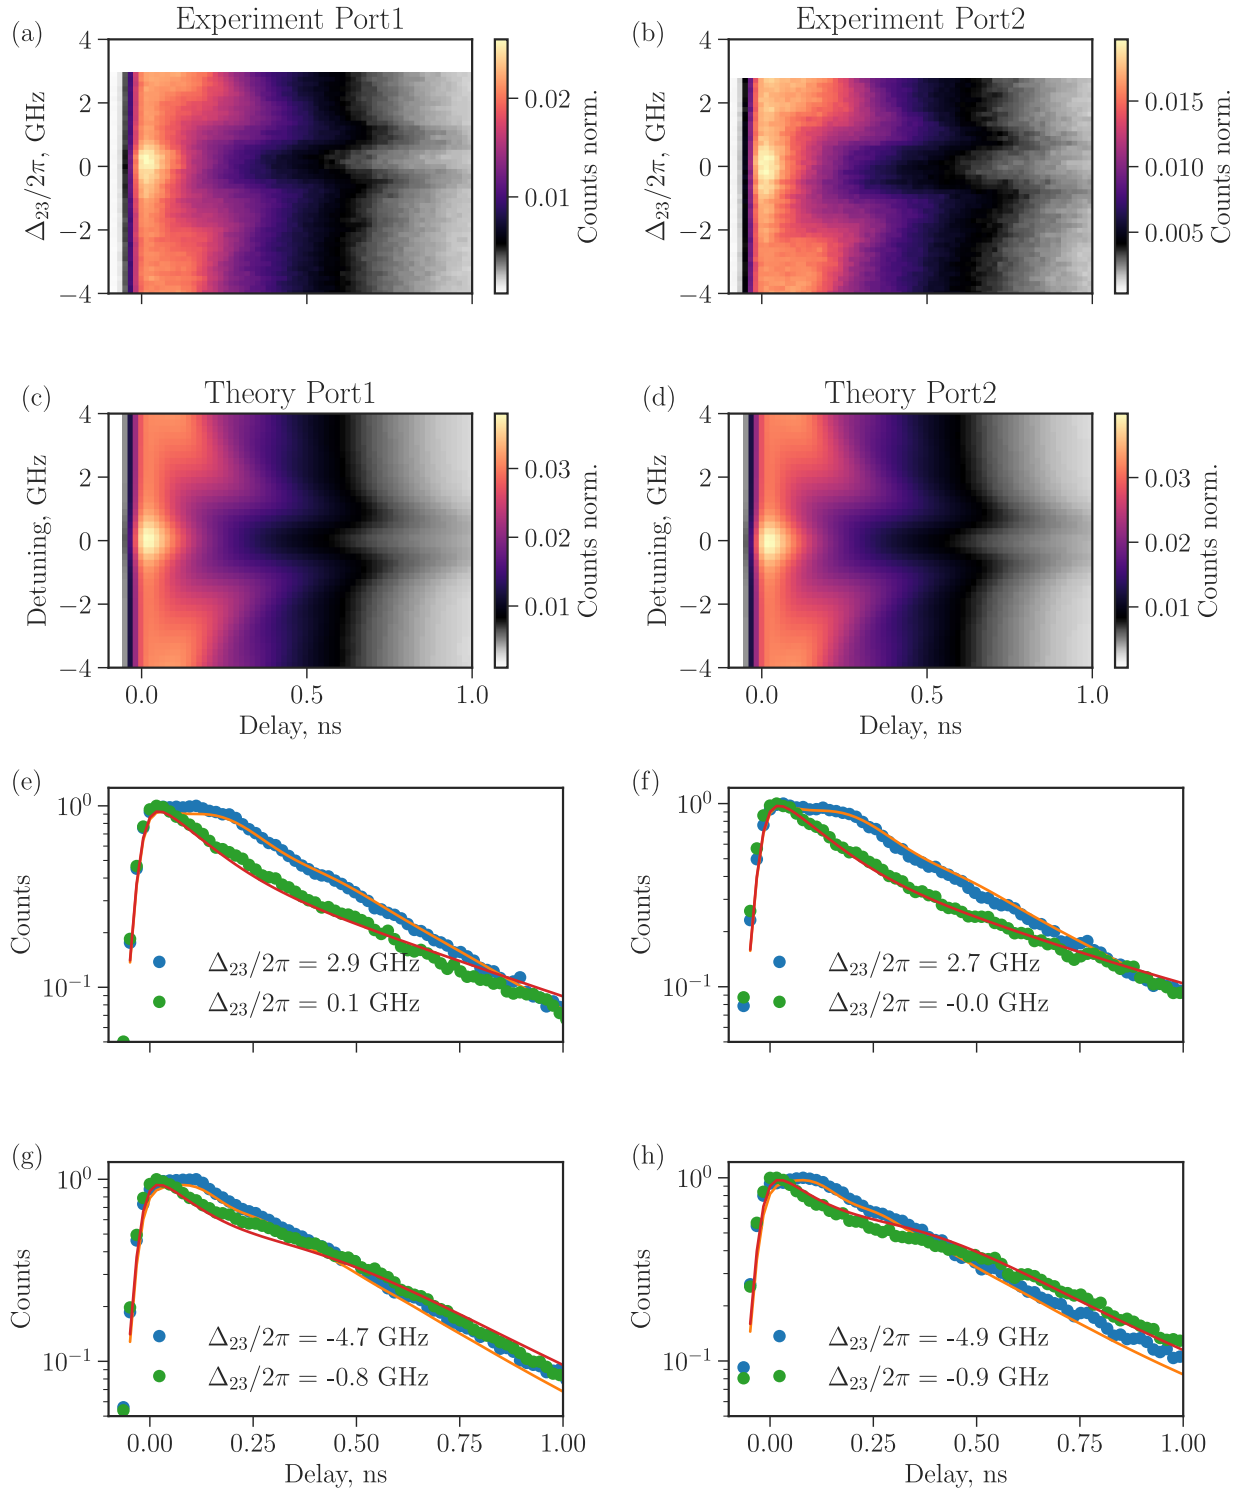 (a) Experiment Port1
(b) Experiment Port2
4
2
0
−2
−4
Δ23/2π, GHz
0.02
0.01
Counts norm.
4
2
0
−2
−4
Δ23/2π, GHz
0.015
0.010
0.005
Counts norm.
(c) Theory Port1
(d) Theory Port2
4
2
0
−2
−4
Detuning, GHz
0.03
0.02
0.01
Counts norm.
0.0 0.5 1.0
Delay, ns
4
2
0
−2
−4
Detuning, GHz
0.03
0.02
0.01
Counts norm.
0.0 0.5 1.0
Delay, ns
(e)
10⁰
10⁻¹
Counts
Δ23/2π = 2.9 GHz
Δ23/2π = 0.1 GHz
(f)
10⁰
10⁻¹
Counts
Δ23/2π = 2.7 GHz
Δ23/2π = -0.0 GHz
(g)
10⁰
10⁻¹
Counts
Δ23/2π = -4.7 GHz
Δ23/2π = -0.8 GHz
0.00 0.25 0.50 0.75 1.00
Delay, ns
(h)
10⁰
10⁻¹
Counts
Δ23/2π = -4.9 GHz
Δ23/2π = -0.9 GHz
0.00 0.25 0.50 0.75 1.00
Delay, ns